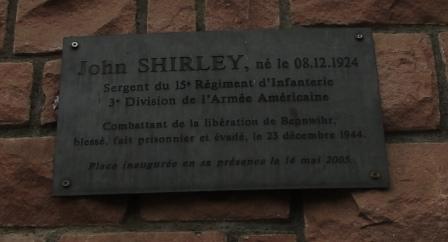 John SHIRLEY, né le 08.12.1924
Sergent du 15e Régiment d'Infanterie
3e Division de l'Armée Américaine
Combattant de la libération de Bennwihr,
blessé, fait prisonnier et évadé, le 23 décembre 1944.
Place inaugurée en sa présence le 14 mai 2005.